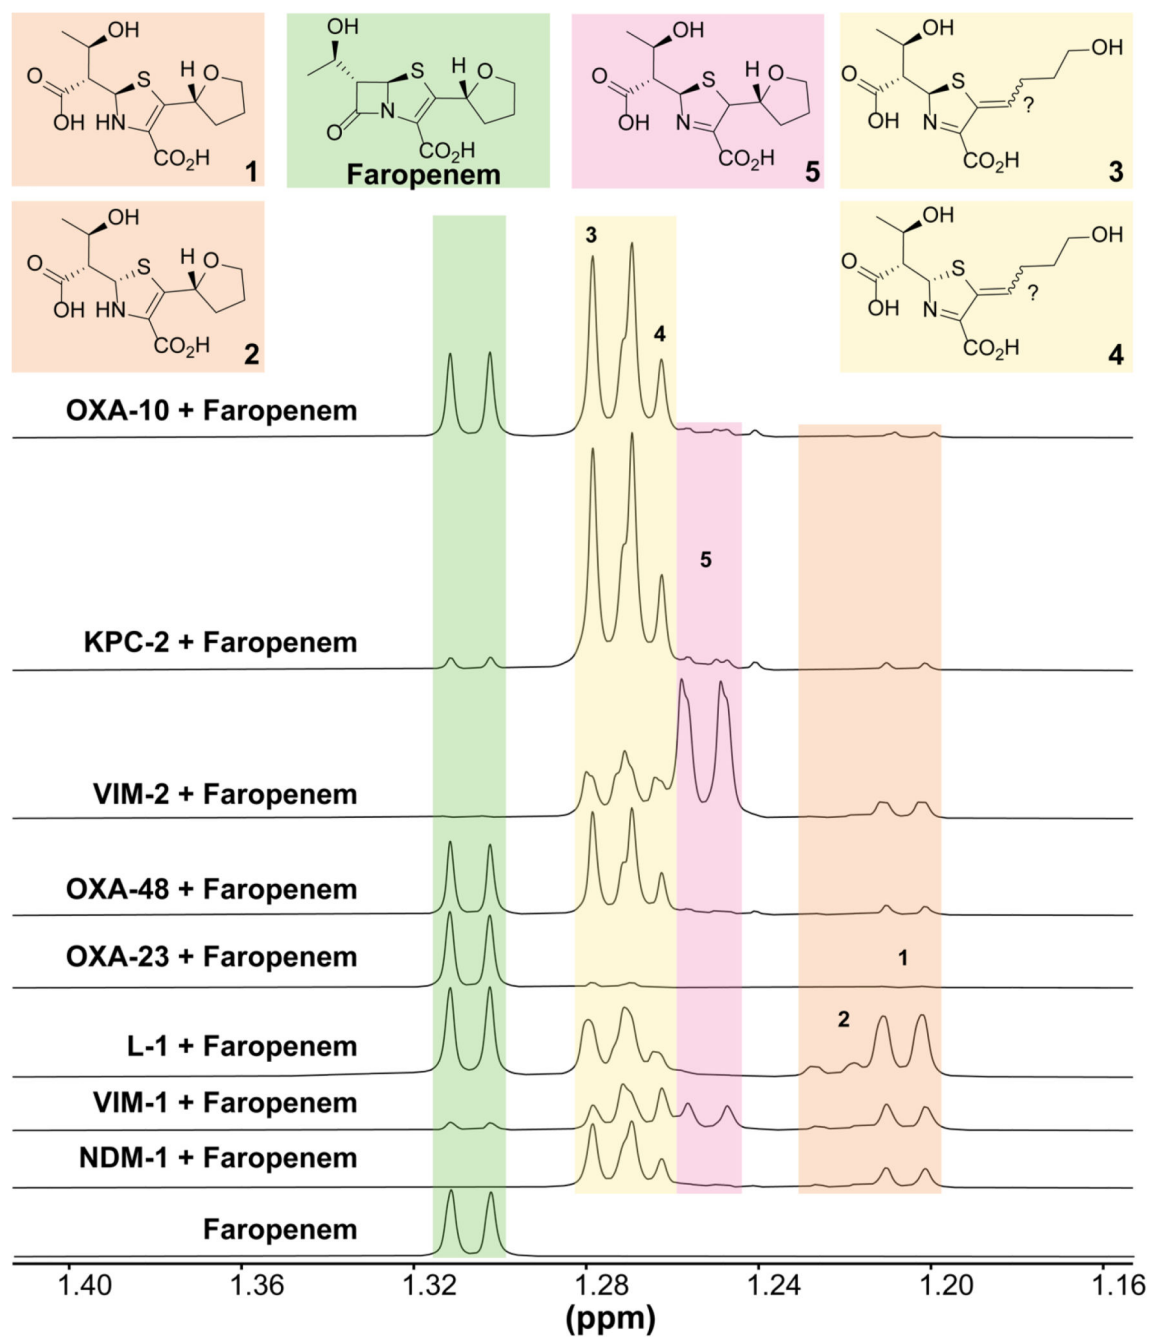 OH
O
OH
S
HN
H
O
CO₂H
1
OH
O
N
S
H
O
CO₂H
Faropenem
OH
O
OH
S
N
H
O
CO₂H
5
OH
O
OH
S
N
?
OH
CO₂H
3
OH
O
OH
S
HN
H
O
CO₂H
2
OH
O
OH
S
N
?
OH
CO₂H
4
3
4
OXA-10 + Faropenem
5
KPC-2 + Faropenem
VIM-2 + Faropenem
OXA-48 + Faropenem
OXA-23 + Faropenem
1
2
L-1 + Faropenem
VIM-1 + Faropenem
NDM-1 + Faropenem
Faropenem
1.40 1.36 1.32 1.28 1.24 1.20 1.16
(ppm)